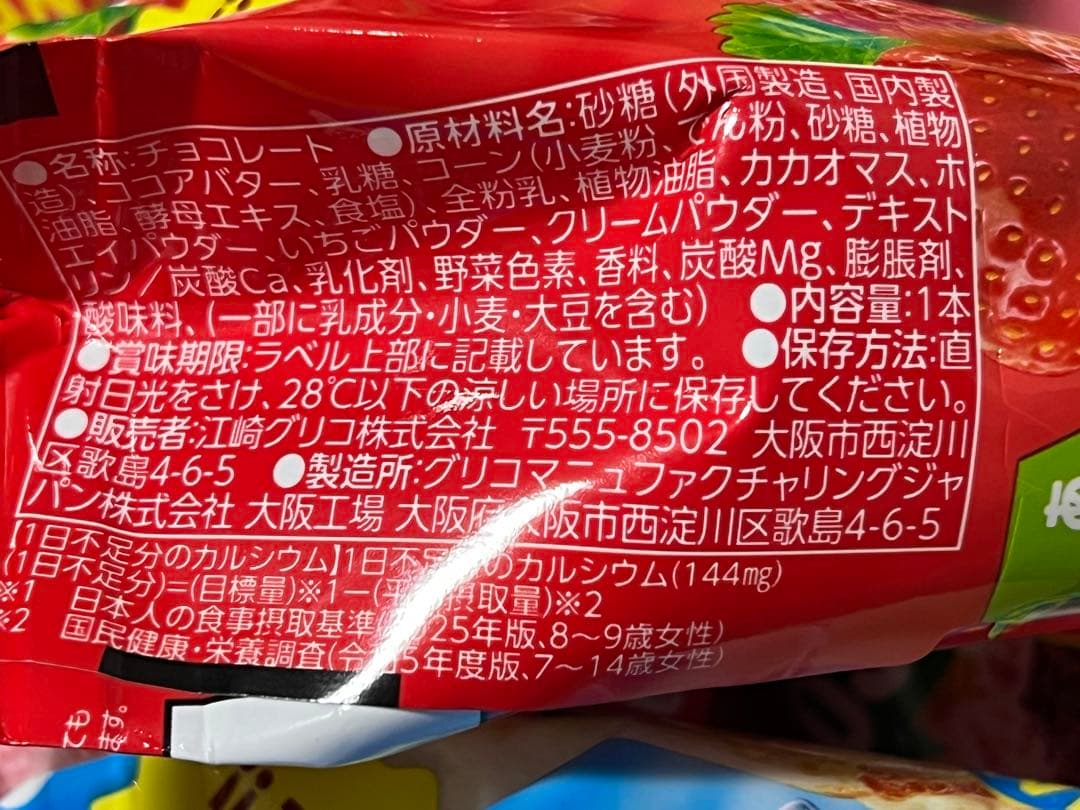 ●名称:チョコレート ●原材料名:砂糖(外国製造、国内製
造)、ココアバター、乳糖、コーン(小麦粉、でん粉、砂糖、植物
油脂、酵母エキス、食塩)、全粉乳、植物油脂、カカオマス、ホ
エイパウダー、いちごパウダー、クリームパウダー、デキスト
リン/炭酸Ca、乳化剤、野菜色素、香料、炭酸Mg、膨脹剤、
酸味料、(一部に乳成分・小麦・大豆を含む) ●内容量:1本
●賞味期限:ラベル上部に記載しています。 ●保存方法:直
射日光をさけ、28℃以下の涼しい場所に保存してください。
●販売者:江崎グリコ株式会社 〒555-8502 大阪市西淀川
区歌島4-6-5 ●製造所:グリコマニュファクチャリングジャ
パン株式会社 大阪工場 大阪府大阪市西淀川区歌島4-6-5
【1日不足分のカルシウム】1日不足分のカルシウム(144mg)
(1日不足分)=(目標量)※1-(平均摂取量)※2
※1 日本人の食事摂取基準 25年版、8〜9歳女性)
※2 国民健康・栄養調査(令和5年度版、7〜14歳女性)
でも
ます。